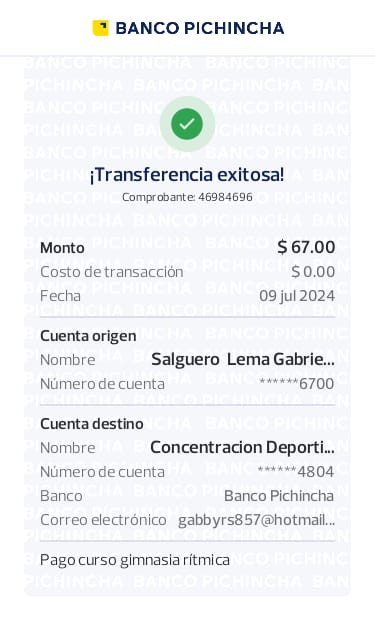 BANCO PICHINCHA
¡Transferencia exitosa!
Comprobante: 46984696
Monto $ 67.00
Costo de transacción $ 0.00
Fecha 09 jul 2024
Cuenta origen
Nombre Salguero Lema Gabrie...
Número de cuenta ******6700
Cuenta destino
Nombre Concentracion Deporti...
Número de cuenta ******4804
Banco Banco Pichincha
Correo electrónico gabbyrs857@hotmail...
Pago curso gimnasia rítmica